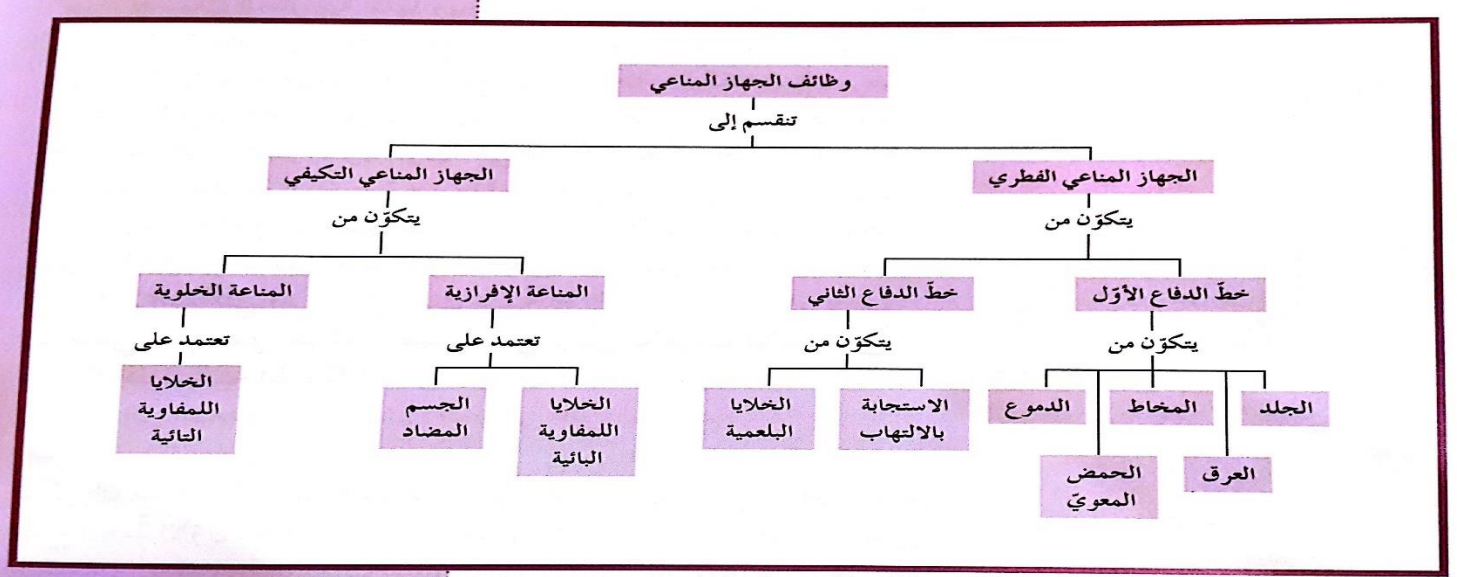 وظائف الجهاز المناعي
تنقسم إلى
الجهاز المناعي الفطري
الجهاز المناعي التكيفي
يتكوّن من
يتكوّن من
خطّ الدفاع الأوّل
خطّ الدفاع الثاني
المناعة الإفرازية
المناعة الخلوية
يتكوّن من
يتكوّن من
تعتمد على
تعتمد على
الجلد
المخاط
الدموع
العرق
الحمض
المعويّ
الاستجابة
بالالتهاب
الخلايا
البلعمية
الخلايا
اللمفاوية
البائية
الجسم
المضاد
الخلايا
اللمفاوية
التائية